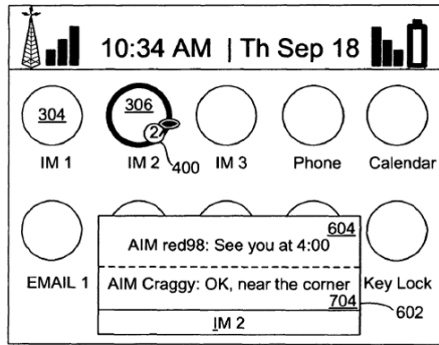 10:34 AM | Th Sep 18
304
306
2
400
IM 1
IM 2
IM 3
Phone
Calendar
604
AIM red98: See you at 4:00
EMAIL 1
AIM Craggy: OK, near the corner
Key Lock
704
602
IM 2